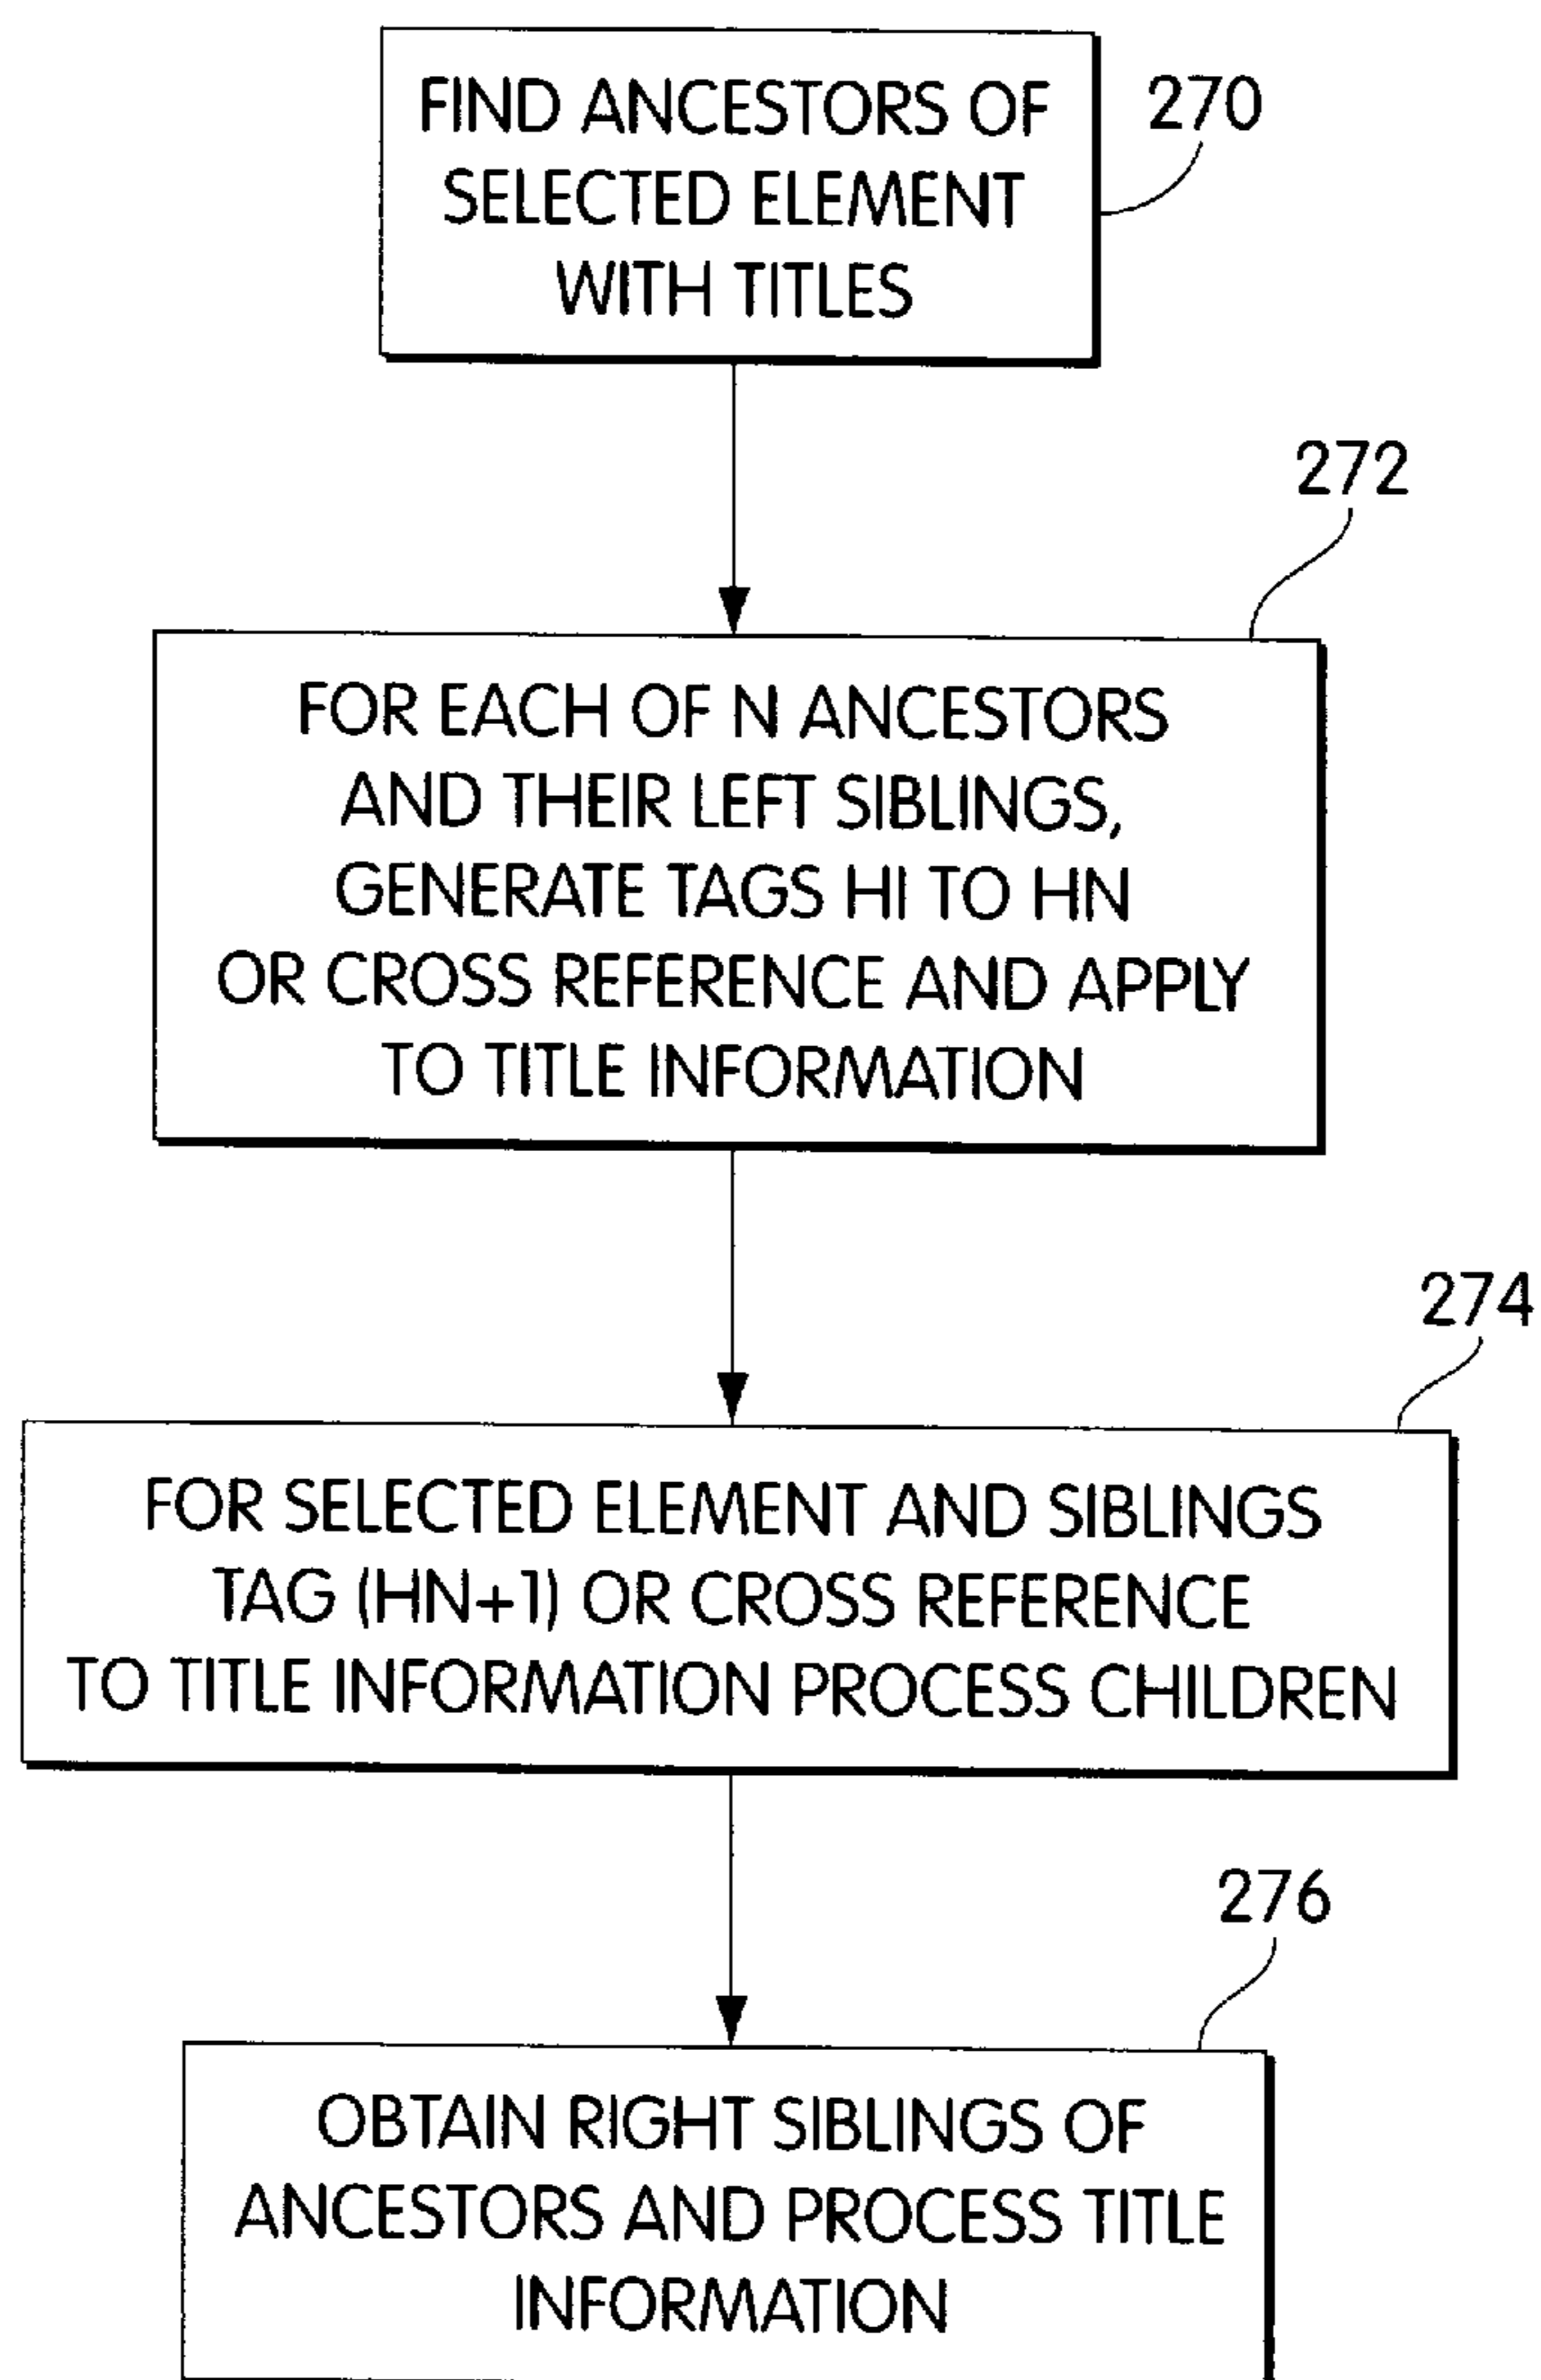 FIND ANCESTORS OF
SELECTED ELEMENT
WITH TITLES
270
272
FOR EACH OF N ANCESTORS
AND THEIR LEFT SIBLINGS,
GENERATE TAGS HI TO HN
OR CROSS REFERENCE AND APPLY
TO TITLE INFORMATION
274
FOR SELECTED ELEMENT AND SIBLINGS
TAG (HN+1) OR CROSS REFERENCE
TO TITLE INFORMATION PROCESS CHILDREN
276
OBTAIN RIGHT SIBLINGS OF
ANCESTORS AND PROCESS TITLE
INFORMATION